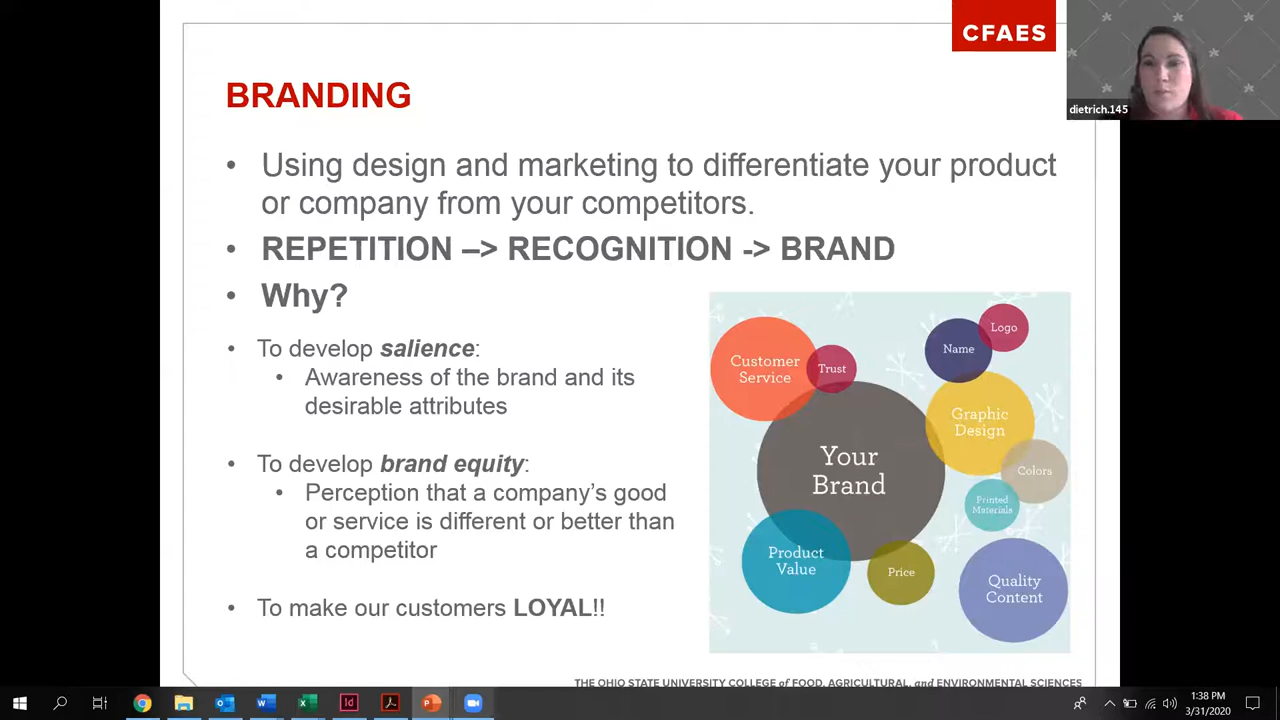 CFAES
dietrich.145
BRANDING
• Using design and marketing to differentiate your product
or company from your competitors.
• REPETITION –> RECOGNITION -> BRAND
• Why?
• To develop salience:
• Awareness of the brand and its
desirable attributes
• To develop brand equity:
• Perception that a company’s good
or service is different or better than
a competitor
• To make our customers LOYAL!!
Customer
Service
Trust
Name
Logo
Graphic
Design
Colors
Printed
Materials
Your
Brand
Product
Value
Price
Quality
Content
THE OHIO STATE UNIVERSITY COLLEGE of FOOD, AGRICULTURAL, and ENVIRONMENTAL SCIENCES
1:38 PM
3/31/2020